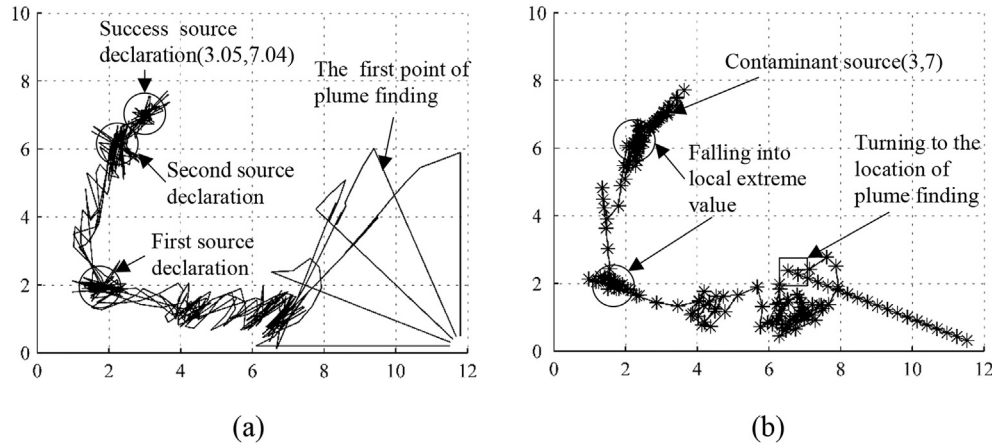 10
8
6
4
2
0
0 2 4 6 8 10 12
Success source
declaration(3.05,7.04)
The first point of
plume finding
Second source
declaration
First source
declaration
(a)
10
8
6
4
2
0
0 2 4 6 8 10 12
Contaminant source(3,7)
Falling into
local extreme
value
Turning to the
location of
plume finding
(b)